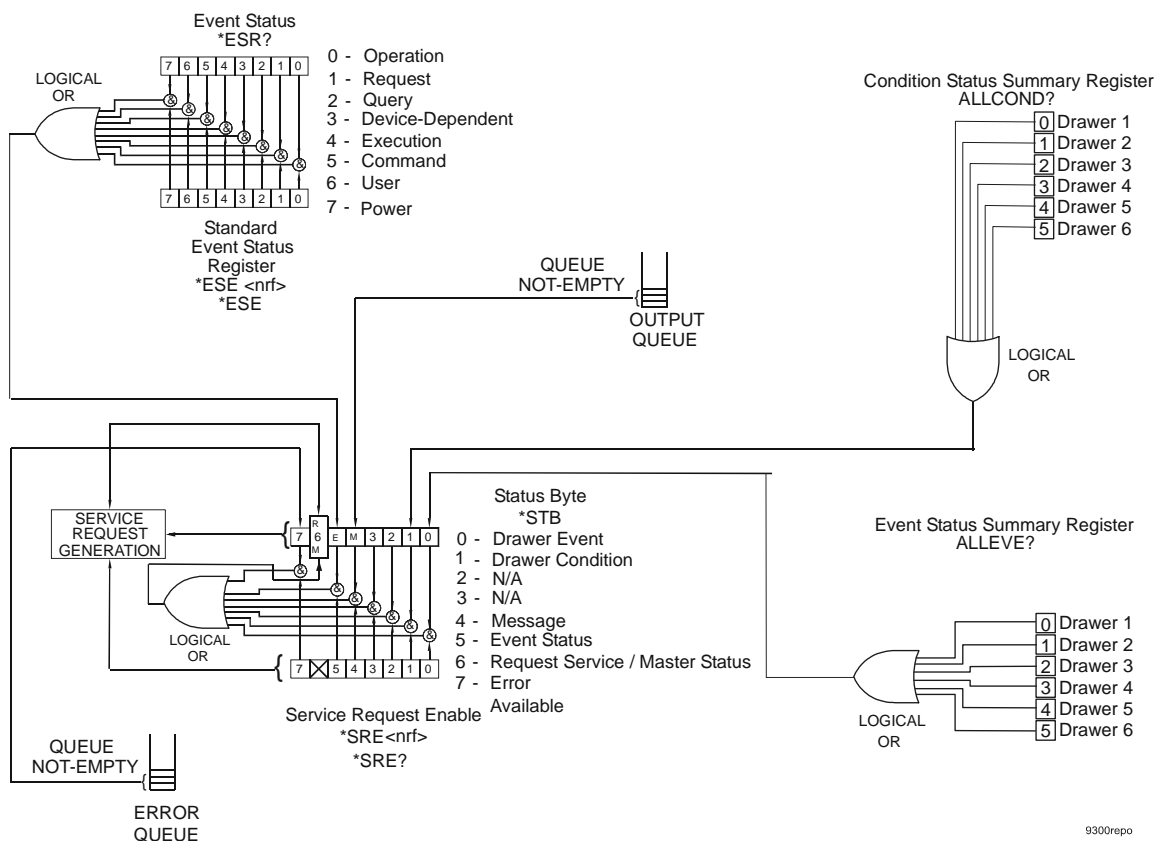 Event Status
*ESR?
7 6 5 4 3 2 1 0
LOGICAL
OR
& & & & & & & &
7 6 5 4 3 2 1 0
0 - Operation
1 - Request
2 - Query
3 - Device-Dependent
4 - Execution
5 - Command
6 - User
7 - Power
Standard
Event Status
Register
*ESE <nrf>
*ESE
Condition Status Summary Register
ALLCOND?
0 Drawer 1
1 Drawer 2
2 Drawer 3
3 Drawer 4
4 Drawer 5
5 Drawer 6
LOGICAL
OR
QUEUE
NOT-EMPTY
OUTPUT
QUEUE
SERVICE
REQUEST
GENERATION
7 R 6 M E M 3 2 1 0
& & & & & & &
LOGICAL
OR
7 5 4 3 2 1 0
Status Byte
*STB
0 - Drawer Event
1 - Drawer Condition
2 - N/A
3 - N/A
4 - Message
5 - Event Status
6 - Request Service / Master Status
7 - Error
Available
Service Request Enable
*SRE<nrf>
*SRE?
Event Status Summary Register
ALLEVE?
0 Drawer 1
1 Drawer 2
2 Drawer 3
3 Drawer 4
4 Drawer 5
5 Drawer 6
LOGICAL
OR
QUEUE
NOT-EMPTY
ERROR
QUEUE
9300repo